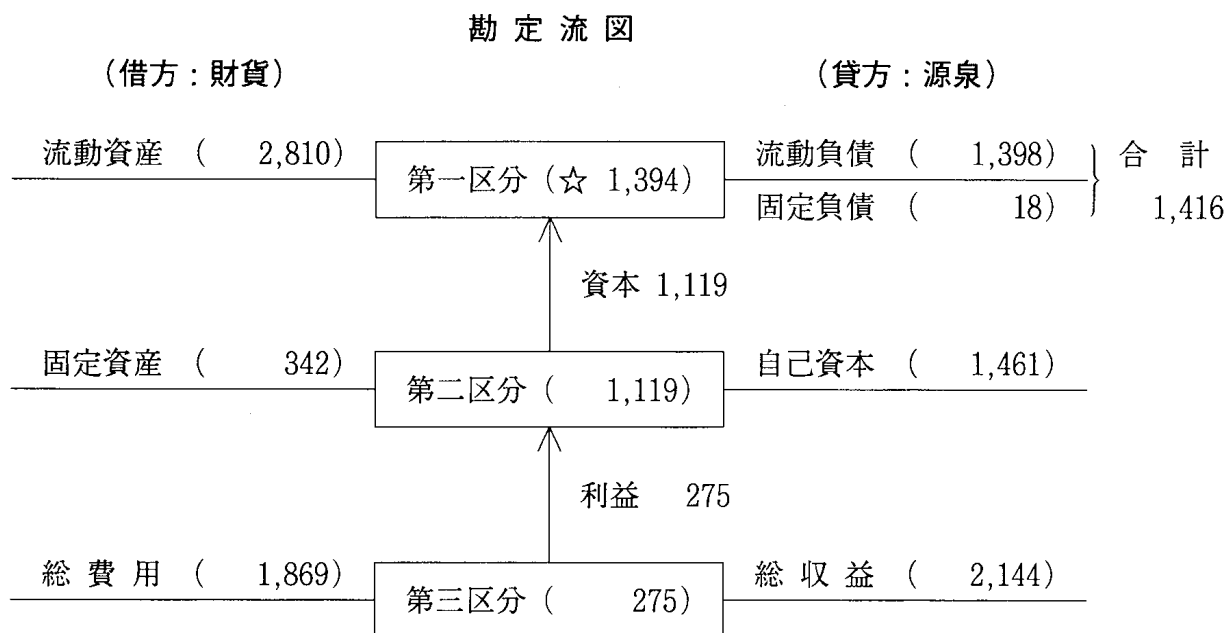 勘定流図
(借方：財貨) (貸方：源泉)
流動資産 ( 2,810) 第一区分 (☆ 1,394) 流動負債 ( 1,398) 合計
固定負債 ( 18) 1,416
資本 1,119
固定資産 ( 342) 第二区分 ( 1,119) 自己資本 ( 1,461)
利益 275
総費用 ( 1,869) 第三区分 ( 275) 総収益 ( 2,144)